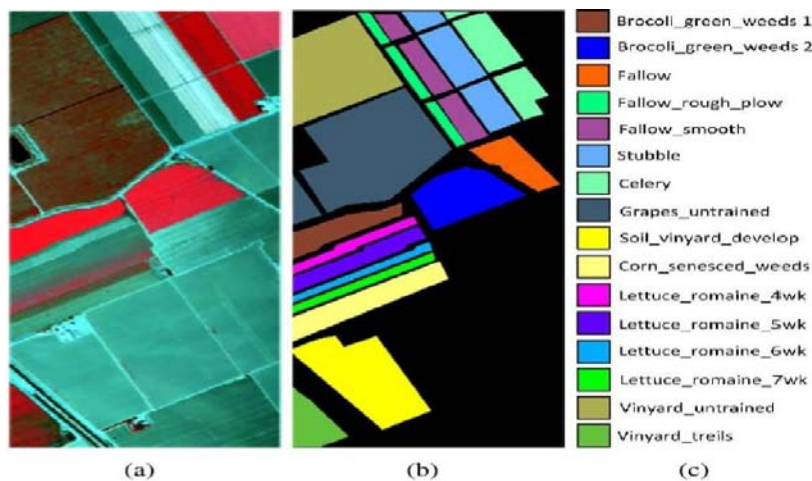 Brocoli_green_weeds 1
Brocoli_green_weeds 2
Fallow
Fallow_rough_plow
Fallow_smooth
Stubble
Celery
Grapes_untrained
Soil_vinyard_develop
Corn_senesced_weeds
Lettuce_romaine_4wk
Lettuce_romaine_5wk
Lettuce_romaine_6wk
Lettuce_romaine_7wk
Vinyard_untrained
Vinyard_treils
(a) (b) (c)